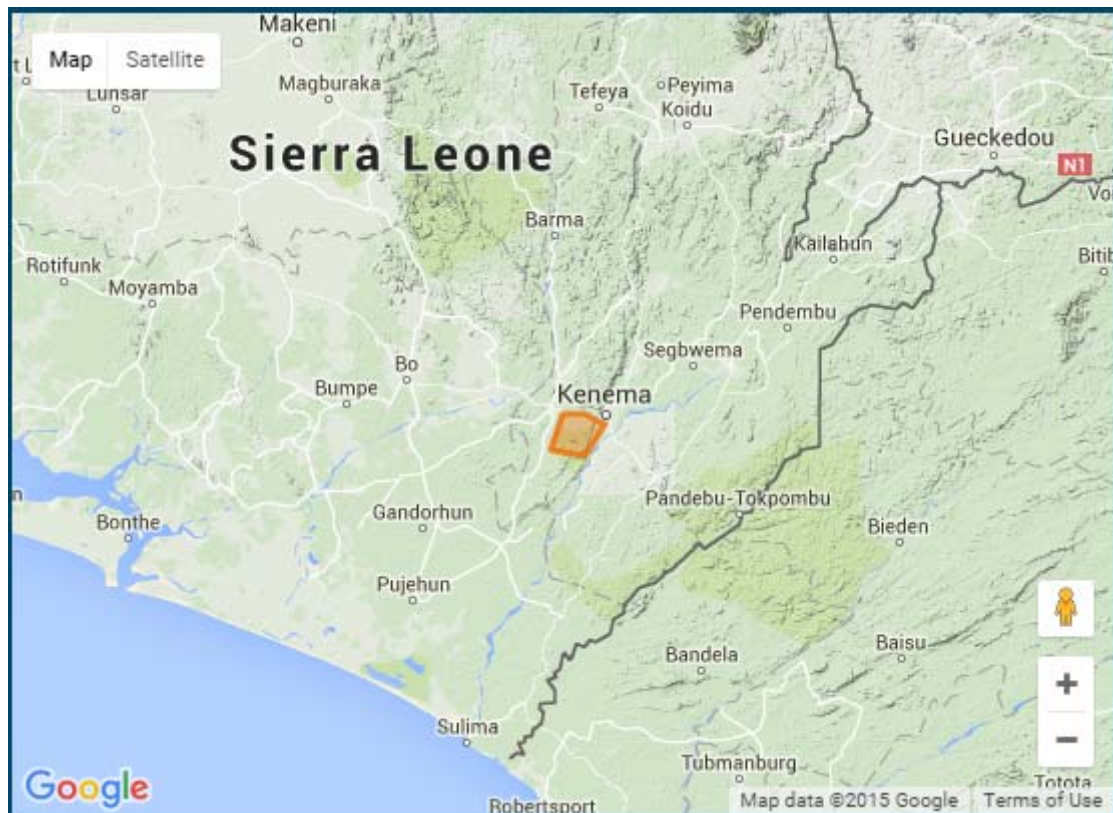 Makeni
Map Satellite
Peyima
Magburaka
Tefeya
Lunsar
Koidu
Gueckedou
Sierra Leone
N1
Barma
Kailahun
Rotifunk
Moyamba
Pendembu
Segbwema
Bo
Bumpe
Kenema
Pandebu-Tokpombu
Gandorhun
Bonthe
Bieden
Pujehun
Baisu
Bandela
+
Sulima
−
Tubmanburg
Totota
Google
Robertsport
Map data ©2015 Google Terms of Use